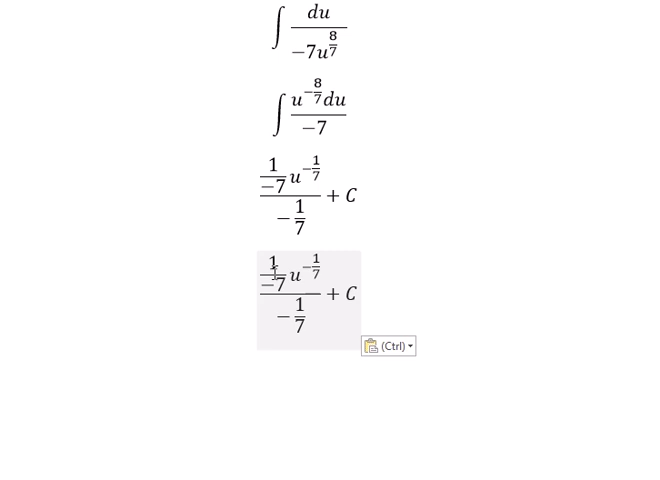 ∫ du / −7u^(8/7)
∫ u^(−8/7) du / −7
(1/−7) u^(−1/7) / (−1/7) + C
(1/−7) u^(−1/7) / (−1/7) + C
(Ctrl)